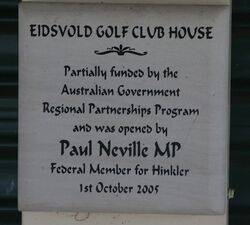 EIDSVOLD GOLF CLUB HOUSE
Partially funded by the
Australian Government
Regional Partnerships Program
and was opened by
Paul Neville MP
Federal Member for Hinkler
1st October 2005